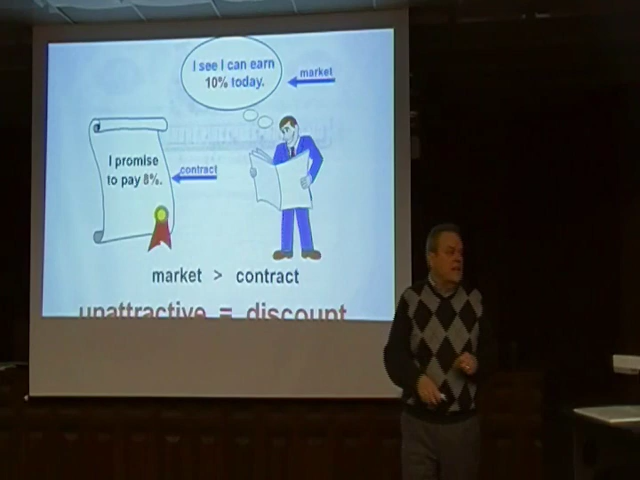 I see I can earn
10% today.
market
I promise
to pay 8%.
contract
market > contract
unattractive = discount